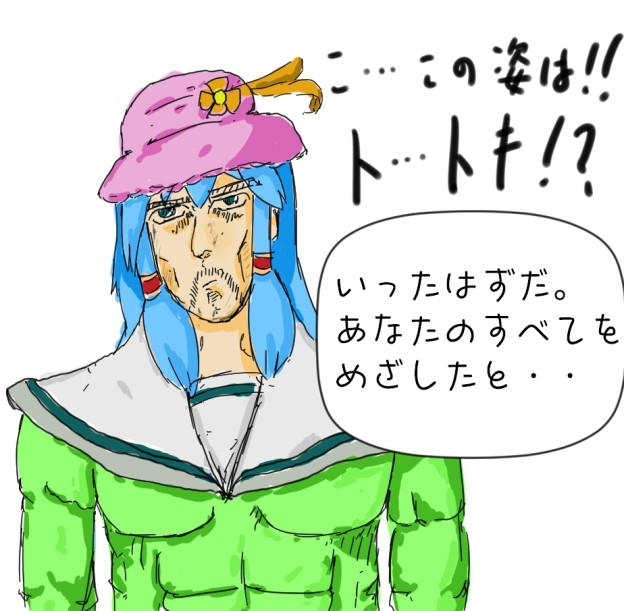 こ…この姿は!!
ト…トキ!?
いったはずだ。
あなたのすべてを
めざしたと・・